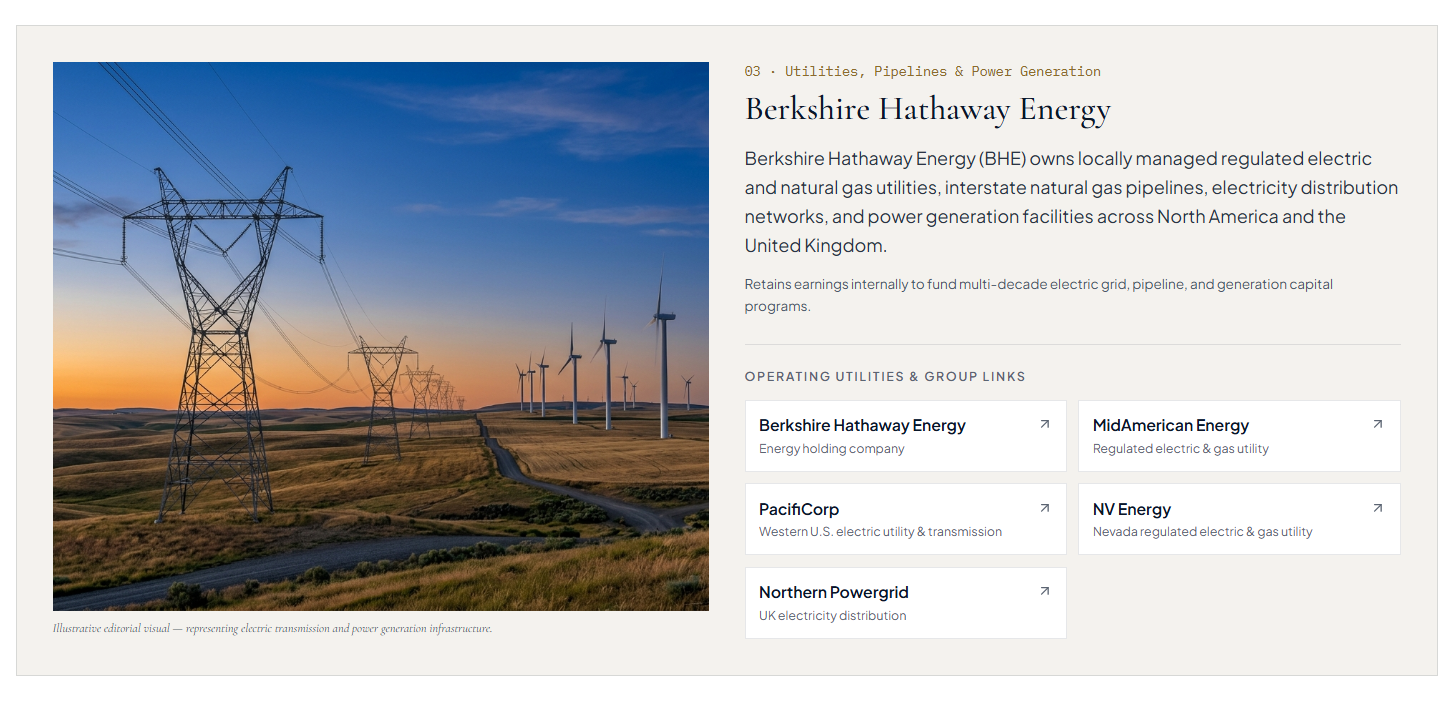 03 · Utilities, Pipelines & Power Generation
Berkshire Hathaway Energy
Berkshire Hathaway Energy (BHE) owns locally managed regulated electric
and natural gas utilities, interstate natural gas pipelines, electricity distribution
networks, and power generation facilities across North America and the
United Kingdom.
Retains earnings internally to fund multi-decade electric grid, pipeline, and generation capital
programs.
OPERATING UTILITIES & GROUP LINKS
Berkshire Hathaway Energy
Energy holding company
MidAmerican Energy
Regulated electric & gas utility
PacifiCorp
Western U.S. electric utility & transmission
NV Energy
Nevada regulated electric & gas utility
Northern Powergrid
UK electricity distribution
Illustrative editorial visual — representing electric transmission and power generation infrastructure.